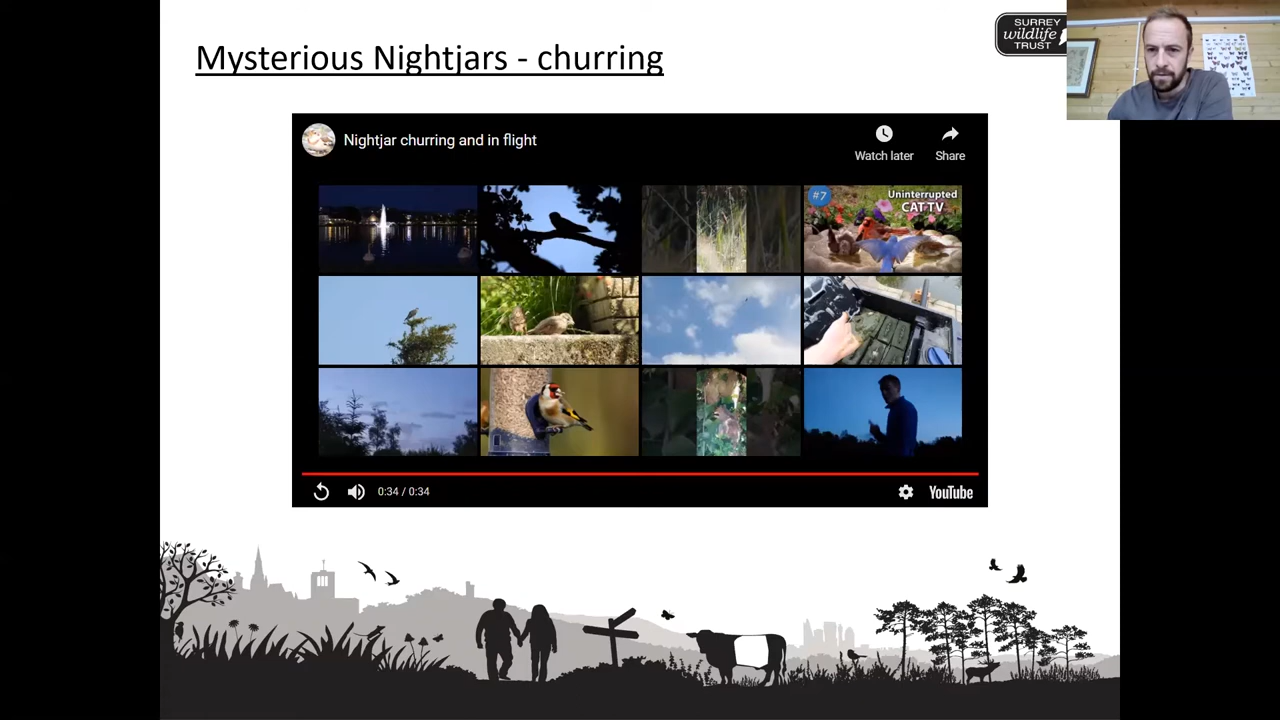 Mysterious Nightjars - churring
SURREY
wildlife
TRUST
Nightjar churring and in flight
Watch later
Share
#7
Uninterrupted
CAT TV
0:34 / 0:34
YouTube